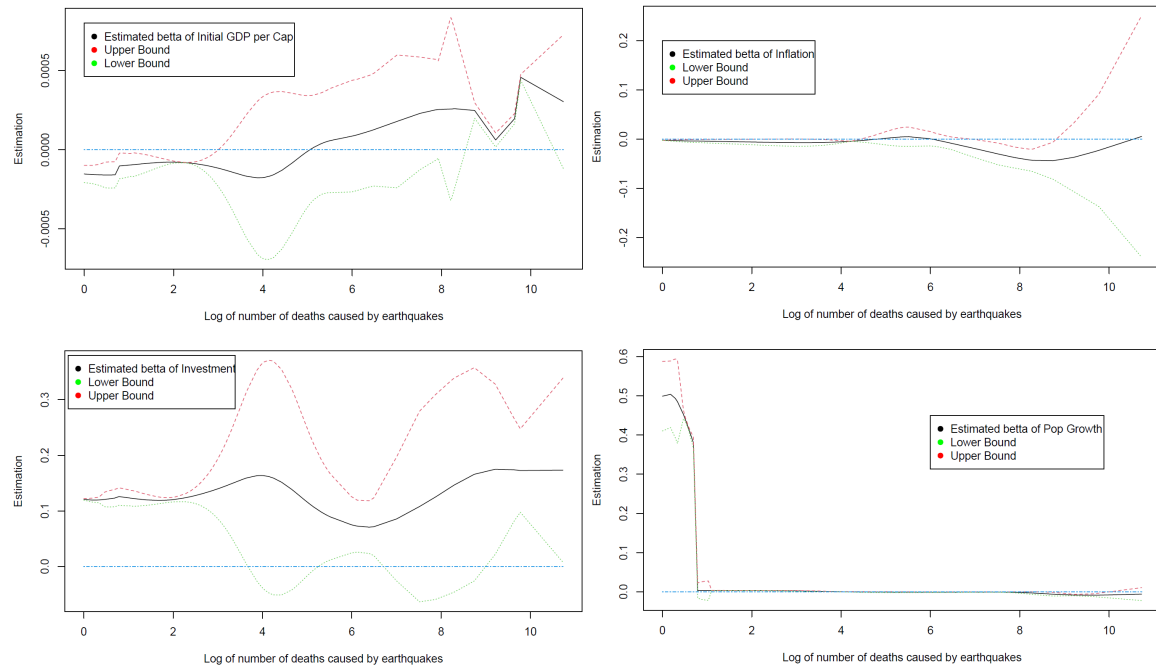 Estimated betta of Initial GDP per Cap
Upper Bound
Lower Bound
Estimation
0.0005
0.0000
-0.0005
0 2 4 6 8 10
Log of number of deaths caused by earthquakes
Estimated betta of Inflation
Lower Bound
Upper Bound
Estimation
0.2
0.1
0.0
-0.1
-0.2
0 2 4 6 8 10
Log of number of deaths caused by earthquakes
Estimated betta of Investment
Lower Bound
Upper Bound
Estimation
0.3
0.2
0.1
0.0
0 2 4 6 8 10
Log of number of deaths caused by earthquakes
Estimated betta of Pop Growth
Lower Bound
Upper Bound
Estimation
0.6
0.5
0.4
0.3
0.2
0.1
0.0
0 2 4 6 8 10
Log of number of deaths caused by earthquakes